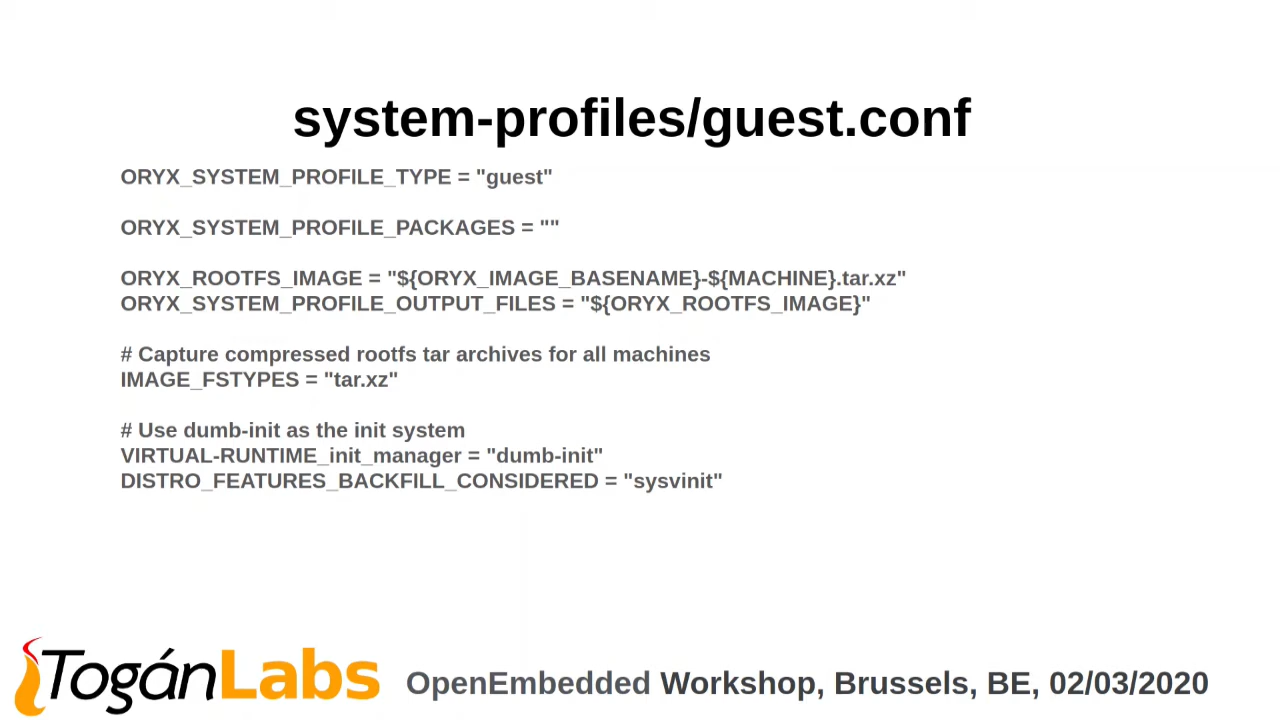 system-profiles/guest.conf
ORYX_SYSTEM_PROFILE_TYPE = "guest"
ORYX_SYSTEM_PROFILE_PACKAGES = ""
ORYX_ROOTFS_IMAGE = "${ORYX_IMAGE_BASENAME}-${MACHINE}.tar.xz"
ORYX_SYSTEM_PROFILE_OUTPUT_FILES = "${ORYX_ROOTFS_IMAGE}"
# Capture compressed rootfs tar archives for all machines
IMAGE_FSTYPES = "tar.xz"
# Use dumb-init as the init system
VIRTUAL-RUNTIME_init_manager = "dumb-init"
DISTRO_FEATURES_BACKFILL_CONSIDERED = "sysvinit"
TogánLabs OpenEmbedded Workshop, Brussels, BE, 02/03/2020